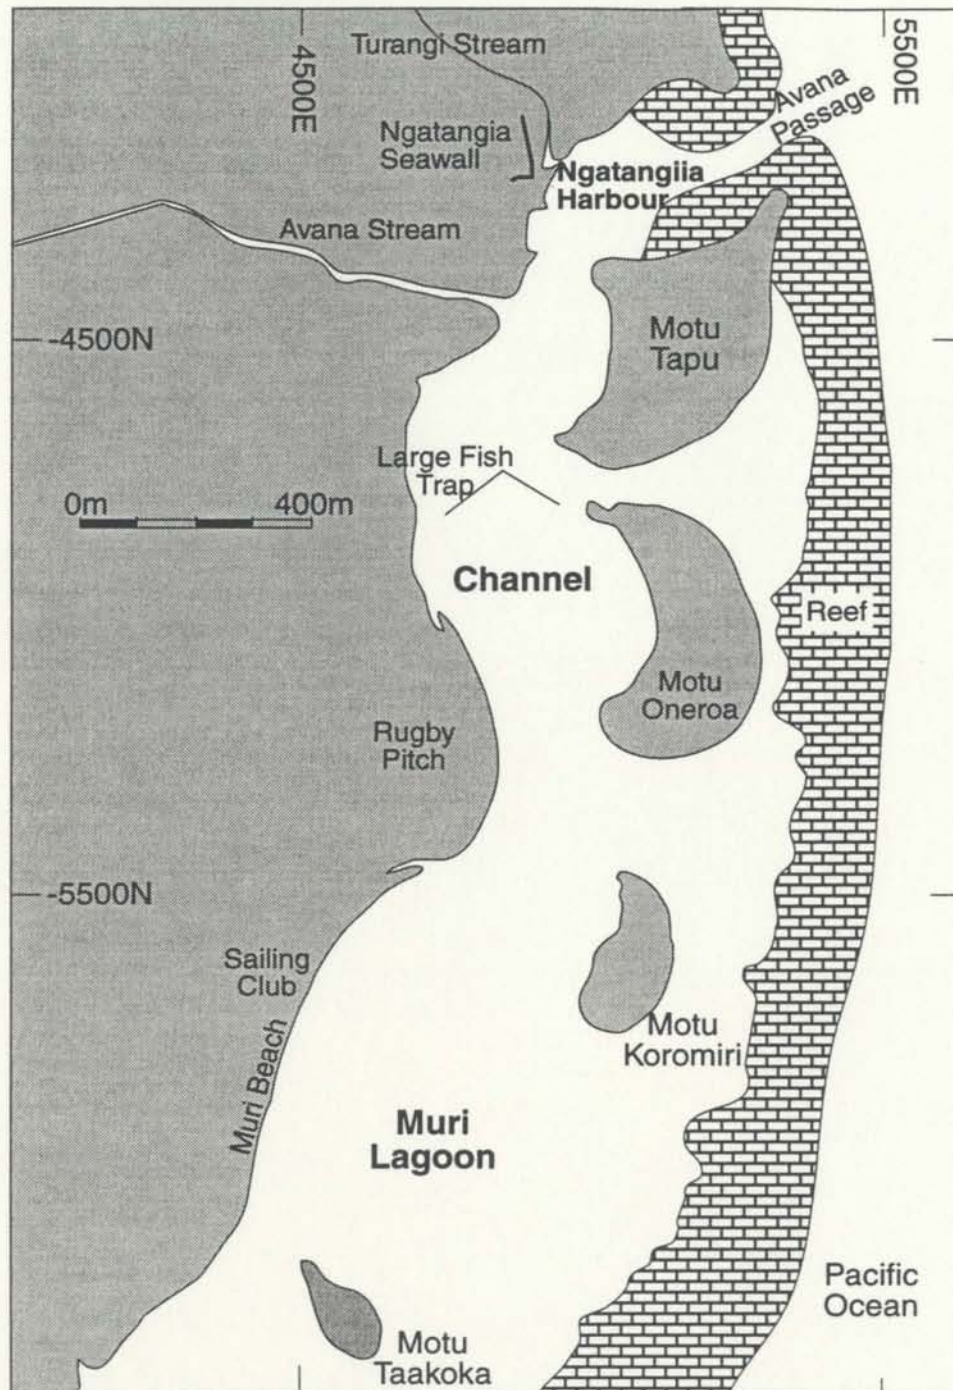 Turangi Stream
4500E
5500E
Avana
Passage
Ngatangia
Seawall
Ngatangiia
Harbour
Avana Stream
-4500N
Motu
Tapu
Large Fish
Trap
0m
400m
Channel
Reef
Motu
Oneroa
Rugby
Pitch
-5500N
Sailing
Club
Motu
Koromiri
Muri Beach
Muri
Lagoon
Pacific
Ocean
Motu
Taakoka